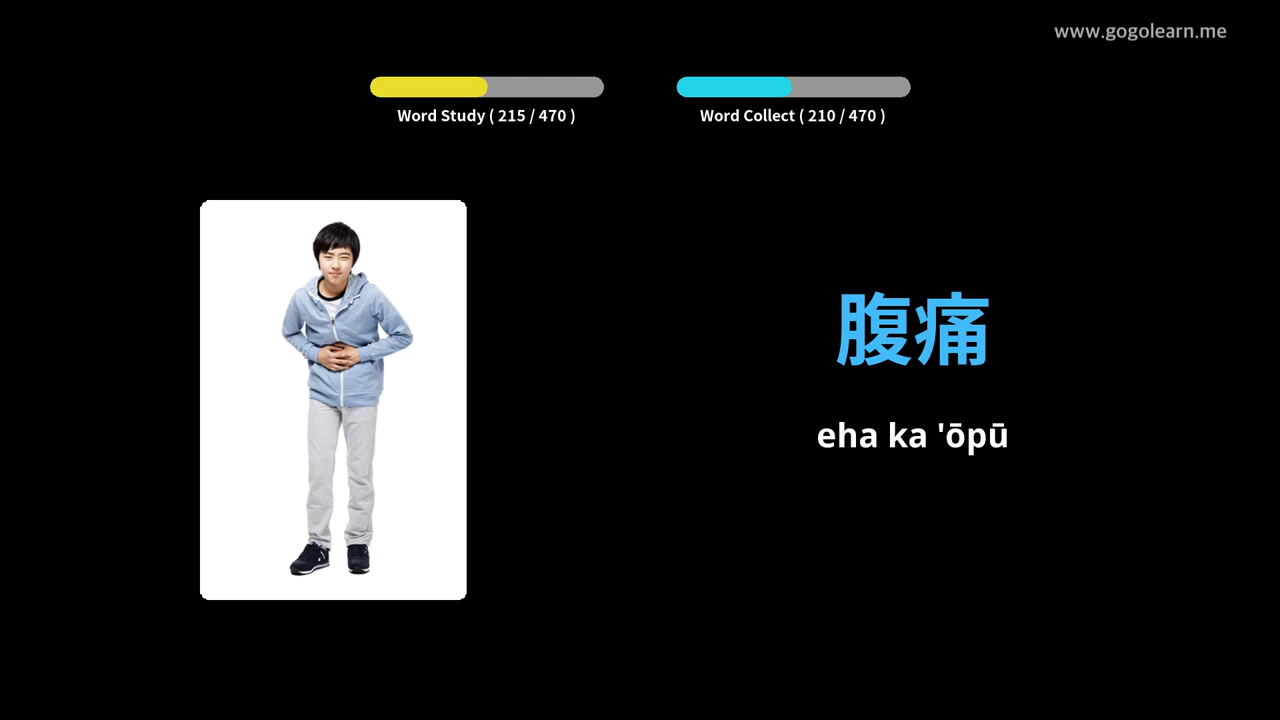 www.gogolearn.me
Word Study ( 215 / 470 )
Word Collect ( 210 / 470 )
腹痛
eha ka 'ōpū